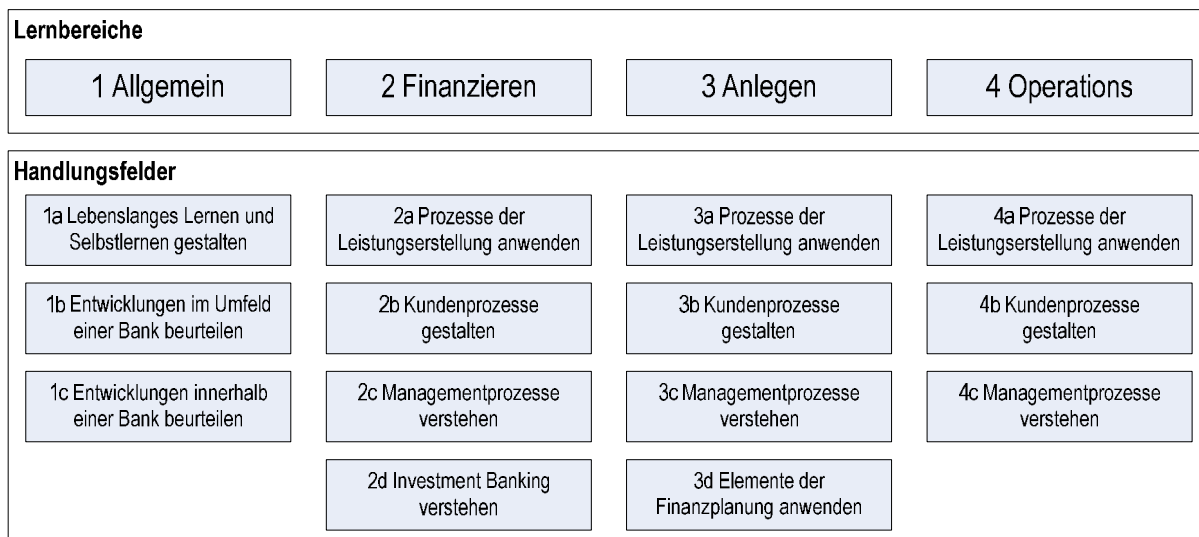 Lernbereiche
1 Allgemein
2 Finanzieren
3 Anlegen
4 Operations
Handlungsfelder
1a Lebenslanges Lernen und
Selbstlernen gestalten
2a Prozesse der
Leistungserstellung anwenden
3a Prozesse der
Leistungserstellung anwenden
4a Prozesse der
Leistungserstellung anwenden
1b Entwicklungen im Umfeld
einer Bank beurteilen
2b Kundenprozesse
gestalten
3b Kundenprozesse
gestalten
4b Kundenprozesse
gestalten
1c Entwicklungen innerhalb
einer Bank beurteilen
2c Managementprozesse
verstehen
3c Managementprozesse
verstehen
4c Managementprozesse
verstehen
2d Investment Banking
verstehen
3d Elemente der
Finanzplanung anwenden